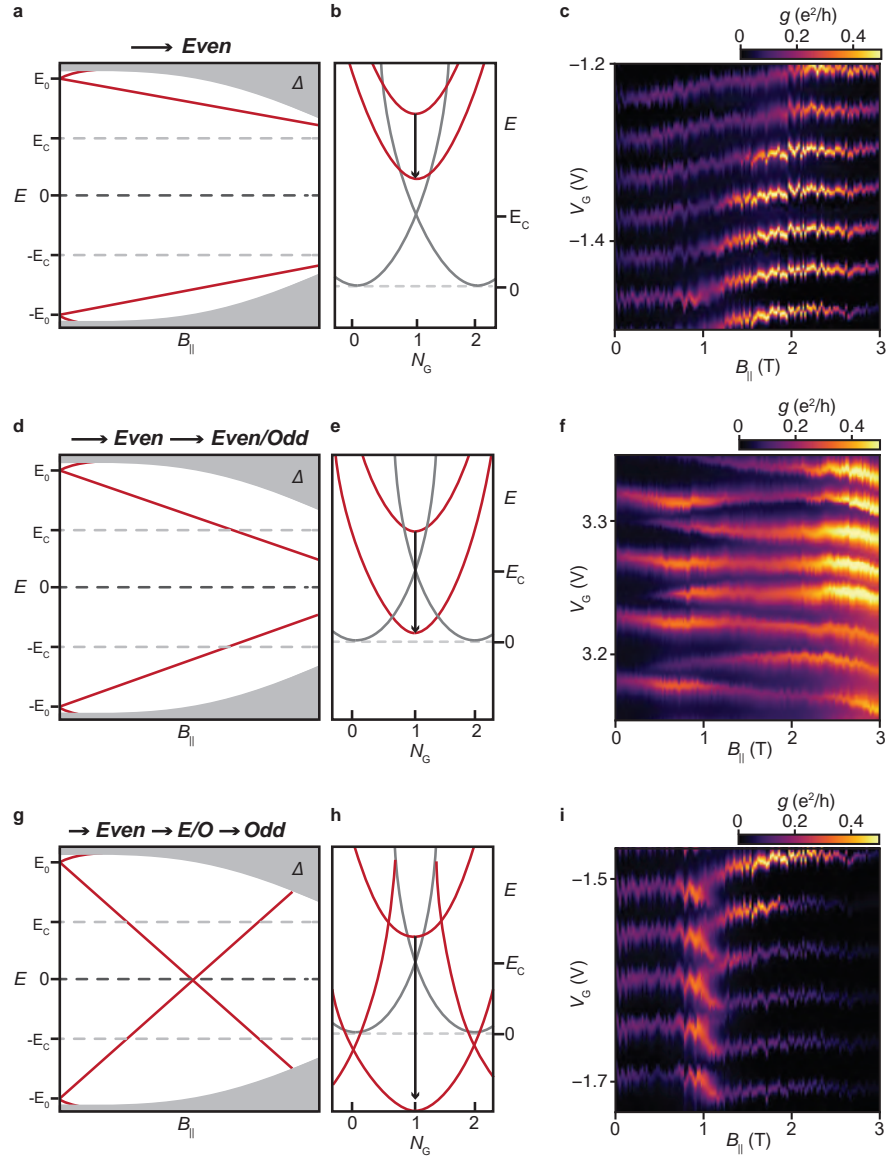 a
→ Even
E₀
E_C
E 0
-E_C
-E₀
Δ
B_||
b
E
E_C
0
0 1 2
N_G
c
g (e²/h)
0 0.2 0.4
−1.2
V_G (V)
−1.4
0 1 2 3
B_|| (T)
d
→ Even → Even/Odd
E₀
E_C
E 0
-E_C
-E₀
Δ
B_||
e
E
E_C
0
0 1 2
N_G
f
g (e²/h)
0 0.2 0.4
3.3
V_G (V)
3.2
0 1 2 3
B_|| (T)
g
→ Even → E/O → Odd
E₀
E_C
E 0
-E_C
-E₀
Δ
B_||
h
E
E_C
0
0 1 2
N_G
i
g (e²/h)
0 0.2 0.4
−1.5
V_G (V)
−1.7
0 1 2 3
B_|| (T)